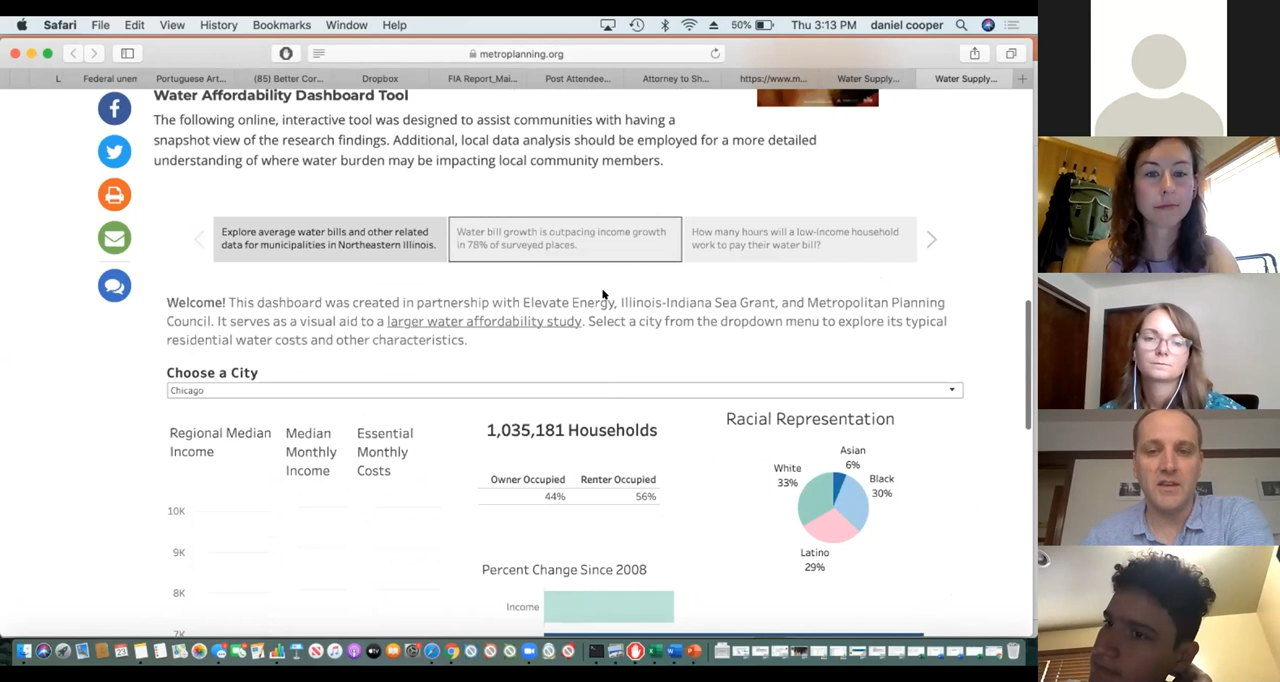 Safari File Edit View History Bookmarks Window Help 50% Thu 3:13 PM daniel cooper
metroplanning.org
L Federal unem Portuguese Art... (85) Better Cor... Dropbox FIA Report_Mai... Post Attendee... Attorney to Sh... https://www.m... Water Supply... Water Supply...
Water Affordability Dashboard Tool
The following online, interactive tool was designed to assist communities with having a
snapshot view of the research findings. Additional, local data analysis should be employed for a more detailed
understanding of where water burden may be impacting local community members.
Explore average water bills and other related
data for municipalities in Northeastern Illinois.
Water bill growth is outpacing income growth
in 78% of surveyed places.
How many hours will a low-income household
work to pay their water bill?
Welcome! This dashboard was created in partnership with Elevate Energy, Illinois-Indiana Sea Grant, and Metropolitan Planning
Council. It serves as a visual aid to a larger water affordability study. Select a city from the dropdown menu to explore its typical
residential water costs and other characteristics.
Choose a City
Chicago
Regional Median
Income
Median
Monthly
Income
Essential
Monthly
Costs
10K
9K
8K
7K
1,035,181 Households
Owner Occupied Renter Occupied
44% 56%
Percent Change Since 2008
Income
Racial Representation
Asian
6%
White
33%
Black
30%
Latino
29%